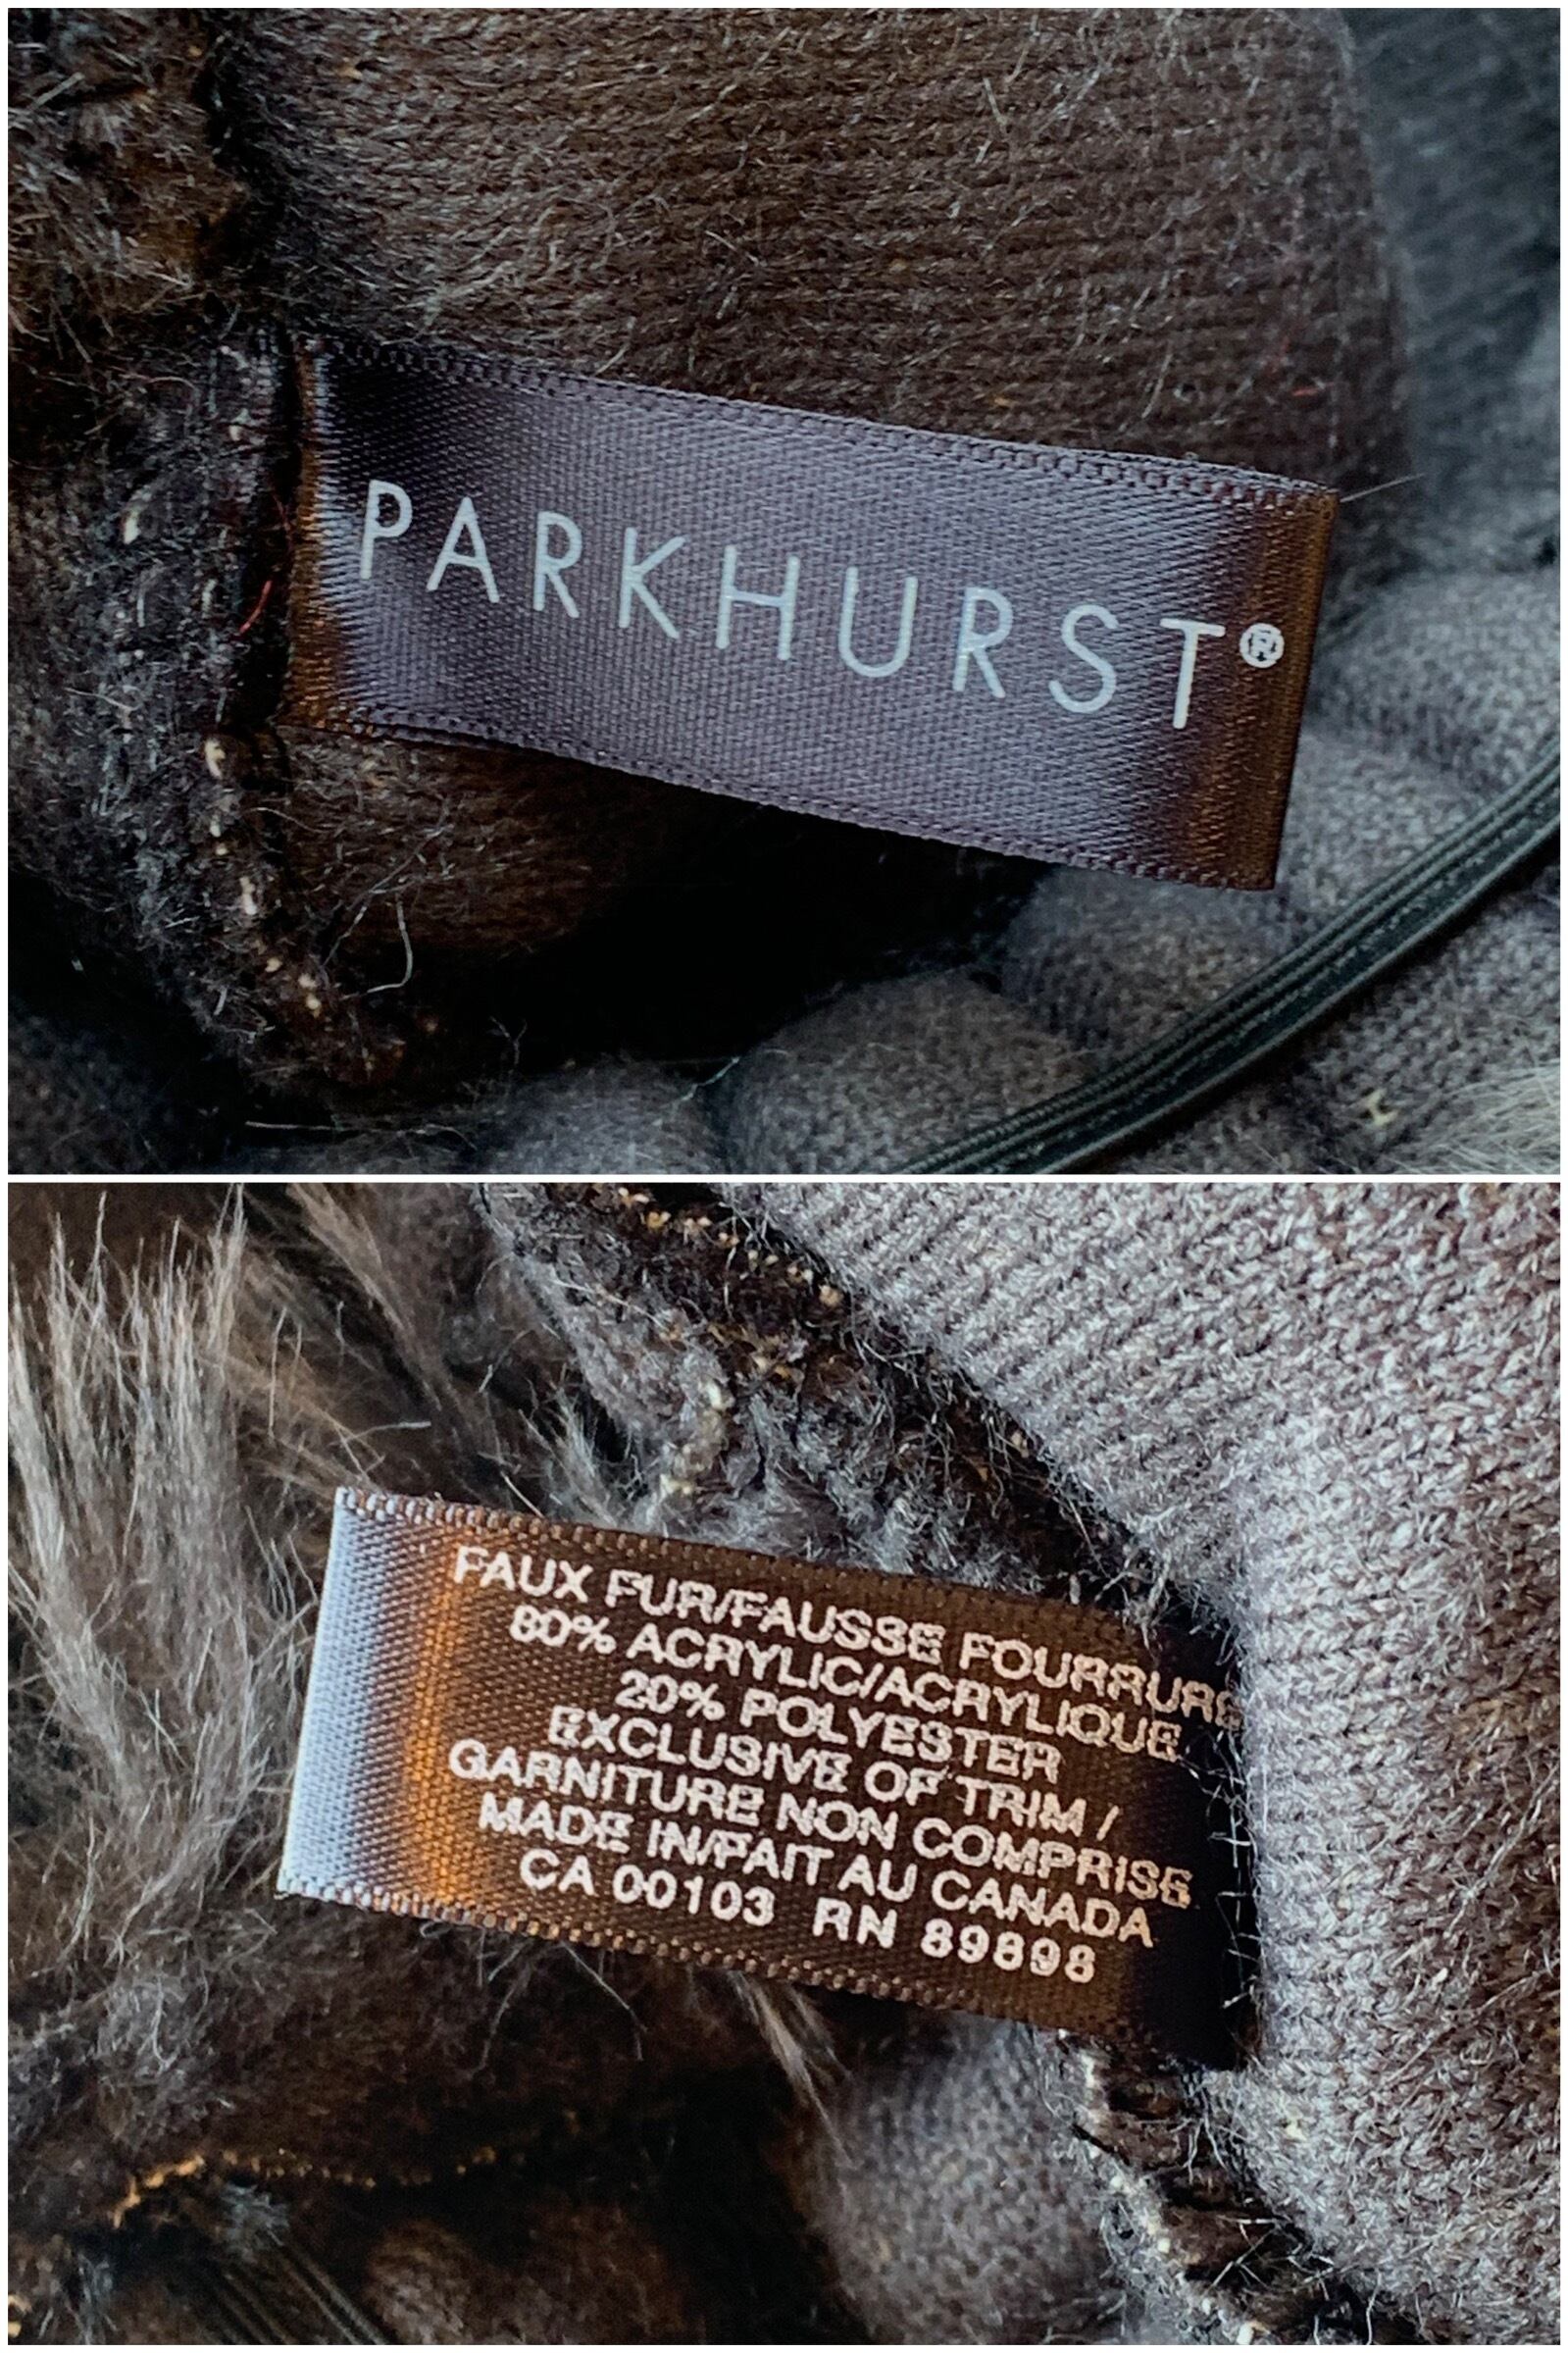 PARKHURST®
FAUX FUR/FAUSSE FOURRURE
80% ACRYLIC/ACRYLIQUE
20% POLYESTER
EXCLUSIVE OF TRIM /
GARNITURE NON COMPRISE
MADE IN/FAIT AU CANADA
CA 00103 RN 89898